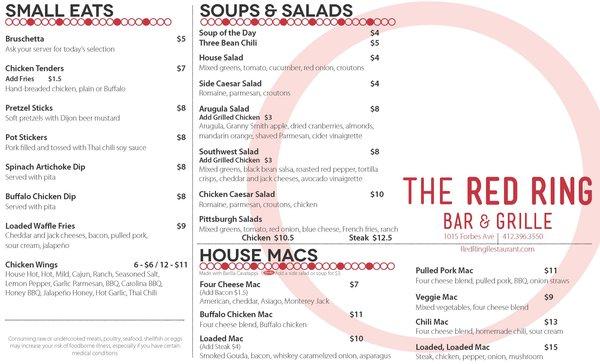 SMALL EATS
Bruschetta $5
Ask your server for today's selection
Chicken Tenders $7
Add Fries $1.5
Hand-breaded chicken, plain or Buffalo
Pretzel Sticks $8
Soft pretzels with Dijon beer mustard
Pot Stickers $8
Pork filled and tossed with Thai chili soy sauce
Spinach Artichoke Dip $8
Served with pita
Buffalo Chicken Dip $8
Served with pita
Loaded Waffle Fries $9
Cheddar and jack cheeses, bacon, pulled pork,
sour cream, jalapeño
Chicken Wings 6 - $6 / 12 - $11
House Hot, Hot, Mild, Cajun, Ranch, Seasoned Salt,
Lemon Pepper, Garlic Parmesan, BBQ, Carolina BBQ,
Honey BBQ, Jalapeño Honey, Hot Garlic, Thai Chili
Consuming raw or undercooked meats, poultry, seafood, shellfish or eggs
may increase your risk of foodborne illness, especially if you have certain
medical conditions
SOUPS & SALADS
Soup of the Day $4
Three Bean Chili $5
House Salad $4
Mixed greens, tomato, cucumber, red onion, croutons
Side Caesar Salad $4
Romaine, parmesan, croutons
Arugula Salad $8
Add Grilled Chicken $3
Arugula, Granny Smith apple, dried cranberries, almonds,
mandarin orange, shaved Parmesan, cider vinaigrette
Southwest Salad $8
Add Grilled Chicken $3
Mixed greens, black bean salsa, roasted red pepper, tortilla
crisps, cheddar and jack cheeses, avocado vinaigrette
Chicken Caesar Salad $10
Romaine, parmesan, croutons, chicken
Pittsburgh Salads
Mixed greens, tomato, red onion, blue cheese, French fries, ranch
Chicken $10.5 Steak $12.5
HOUSE MACS
Made with Barilla Cavatappi Add a side salad or soup for $3
Four Cheese Mac $7
(Add Bacon $1.5)
American, cheddar, Asiago, Monterey Jack
Buffalo Chicken Mac $11
Four cheese blend, Buffalo chicken
Loaded Mac $10
(Add Steak $4)
Smoked Gouda, bacon, whiskey caramelized onion, asparagus
THE RED RING
BAR & GRILLE
1015 Forbes Ave | 412.396.3550
RedRingRestaurant.com
Pulled Pork Mac $11
Four cheese blend, pulled pork, BBQ, onion straws
Veggie Mac $9
Mixed vegetables, four cheese blend
Chili Mac $13
Four cheese blend, homemade chili, sour cream
Loaded, Loaded Mac $15
Steak, chicken, pepper, onion, mushroom